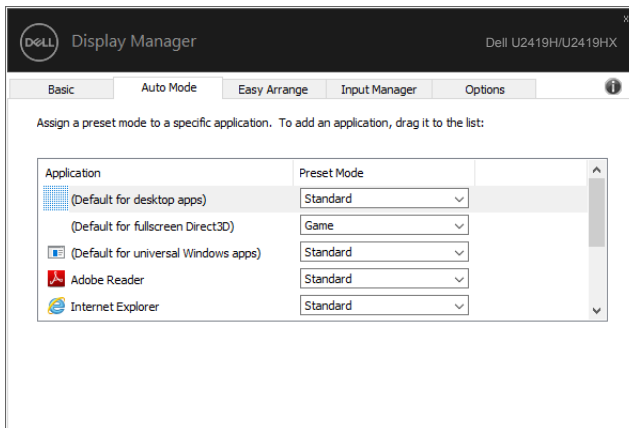 x
DELL Display Manager Dell U2419H/U2419HX
Basic Auto Mode Easy Arrange Input Manager Options i
Assign a preset mode to a specific application. To add an application, drag it to the list:
Application Preset Mode
(Default for desktop apps) Standard
(Default for fullscreen Direct3D) Game
(Default for universal Windows apps) Standard
Adobe Reader Standard
Internet Explorer Standard